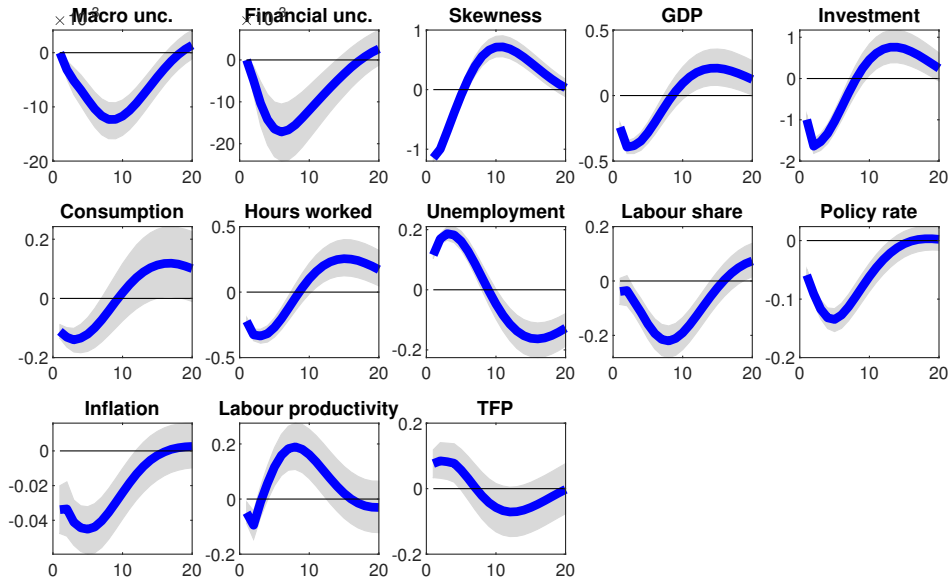 × 10⁻³ × 10⁻³
Macro unc. Financial unc. Skewness GDP Investment
0 0 1 0.5 1
-10 -10 0 0 0
-20 -20 -1 -0.5 -1
-2
0 10 20 0 10 20 0 10 20 0 10 20 0 10 20
Consumption Hours worked Unemployment Labour share Policy rate
0.2 0.5 0.2 0.2 0
0 0 0 0 -0.1
-0.2 -0.5 -0.2 -0.2 -0.2
0 10 20 0 10 20 0 10 20 0 10 20 0 10 20
Inflation Labour productivity TFP
0 0.2 0.2
-0.02 0 0
-0.04 -0.2 -0.2
0 10 20 0 10 20 0 10 20